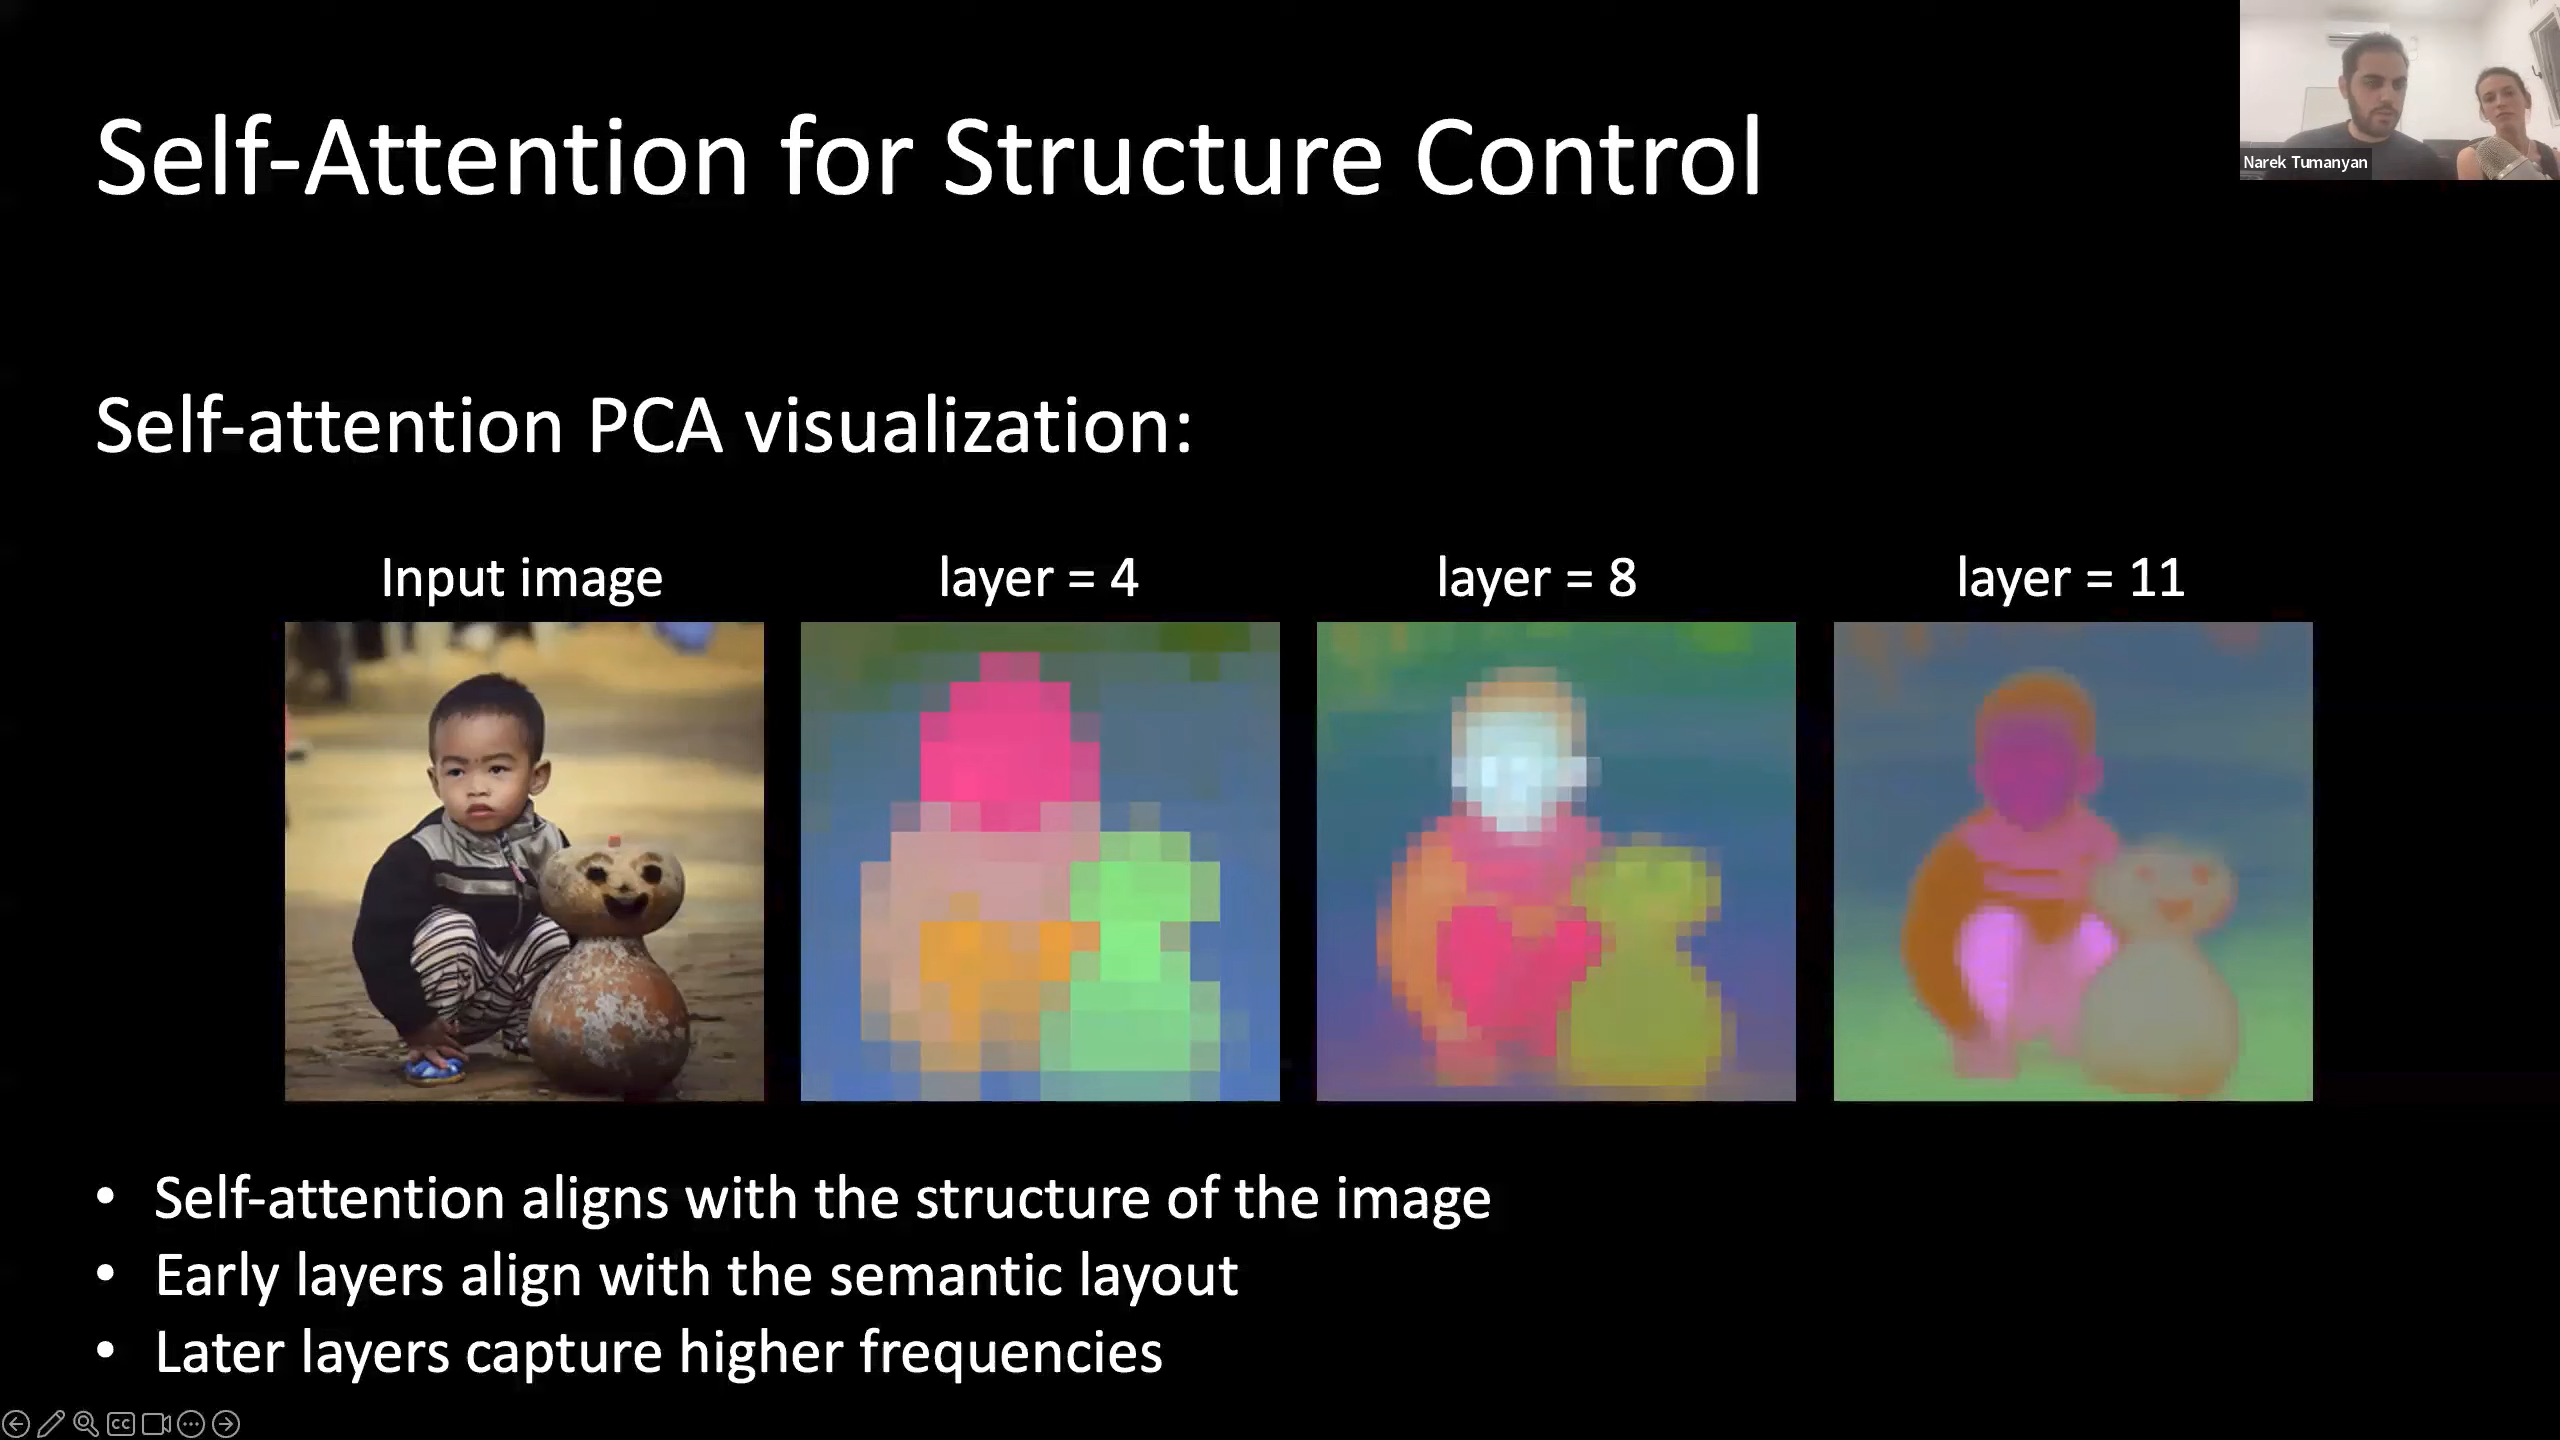 Self-Attention for Structure Control
Narek Tumanyan
Self-attention PCA visualization:
Input image
layer = 4
layer = 8
layer = 11
• Self-attention aligns with the structure of the image
• Early layers align with the semantic layout
• Later layers capture higher frequencies
CC